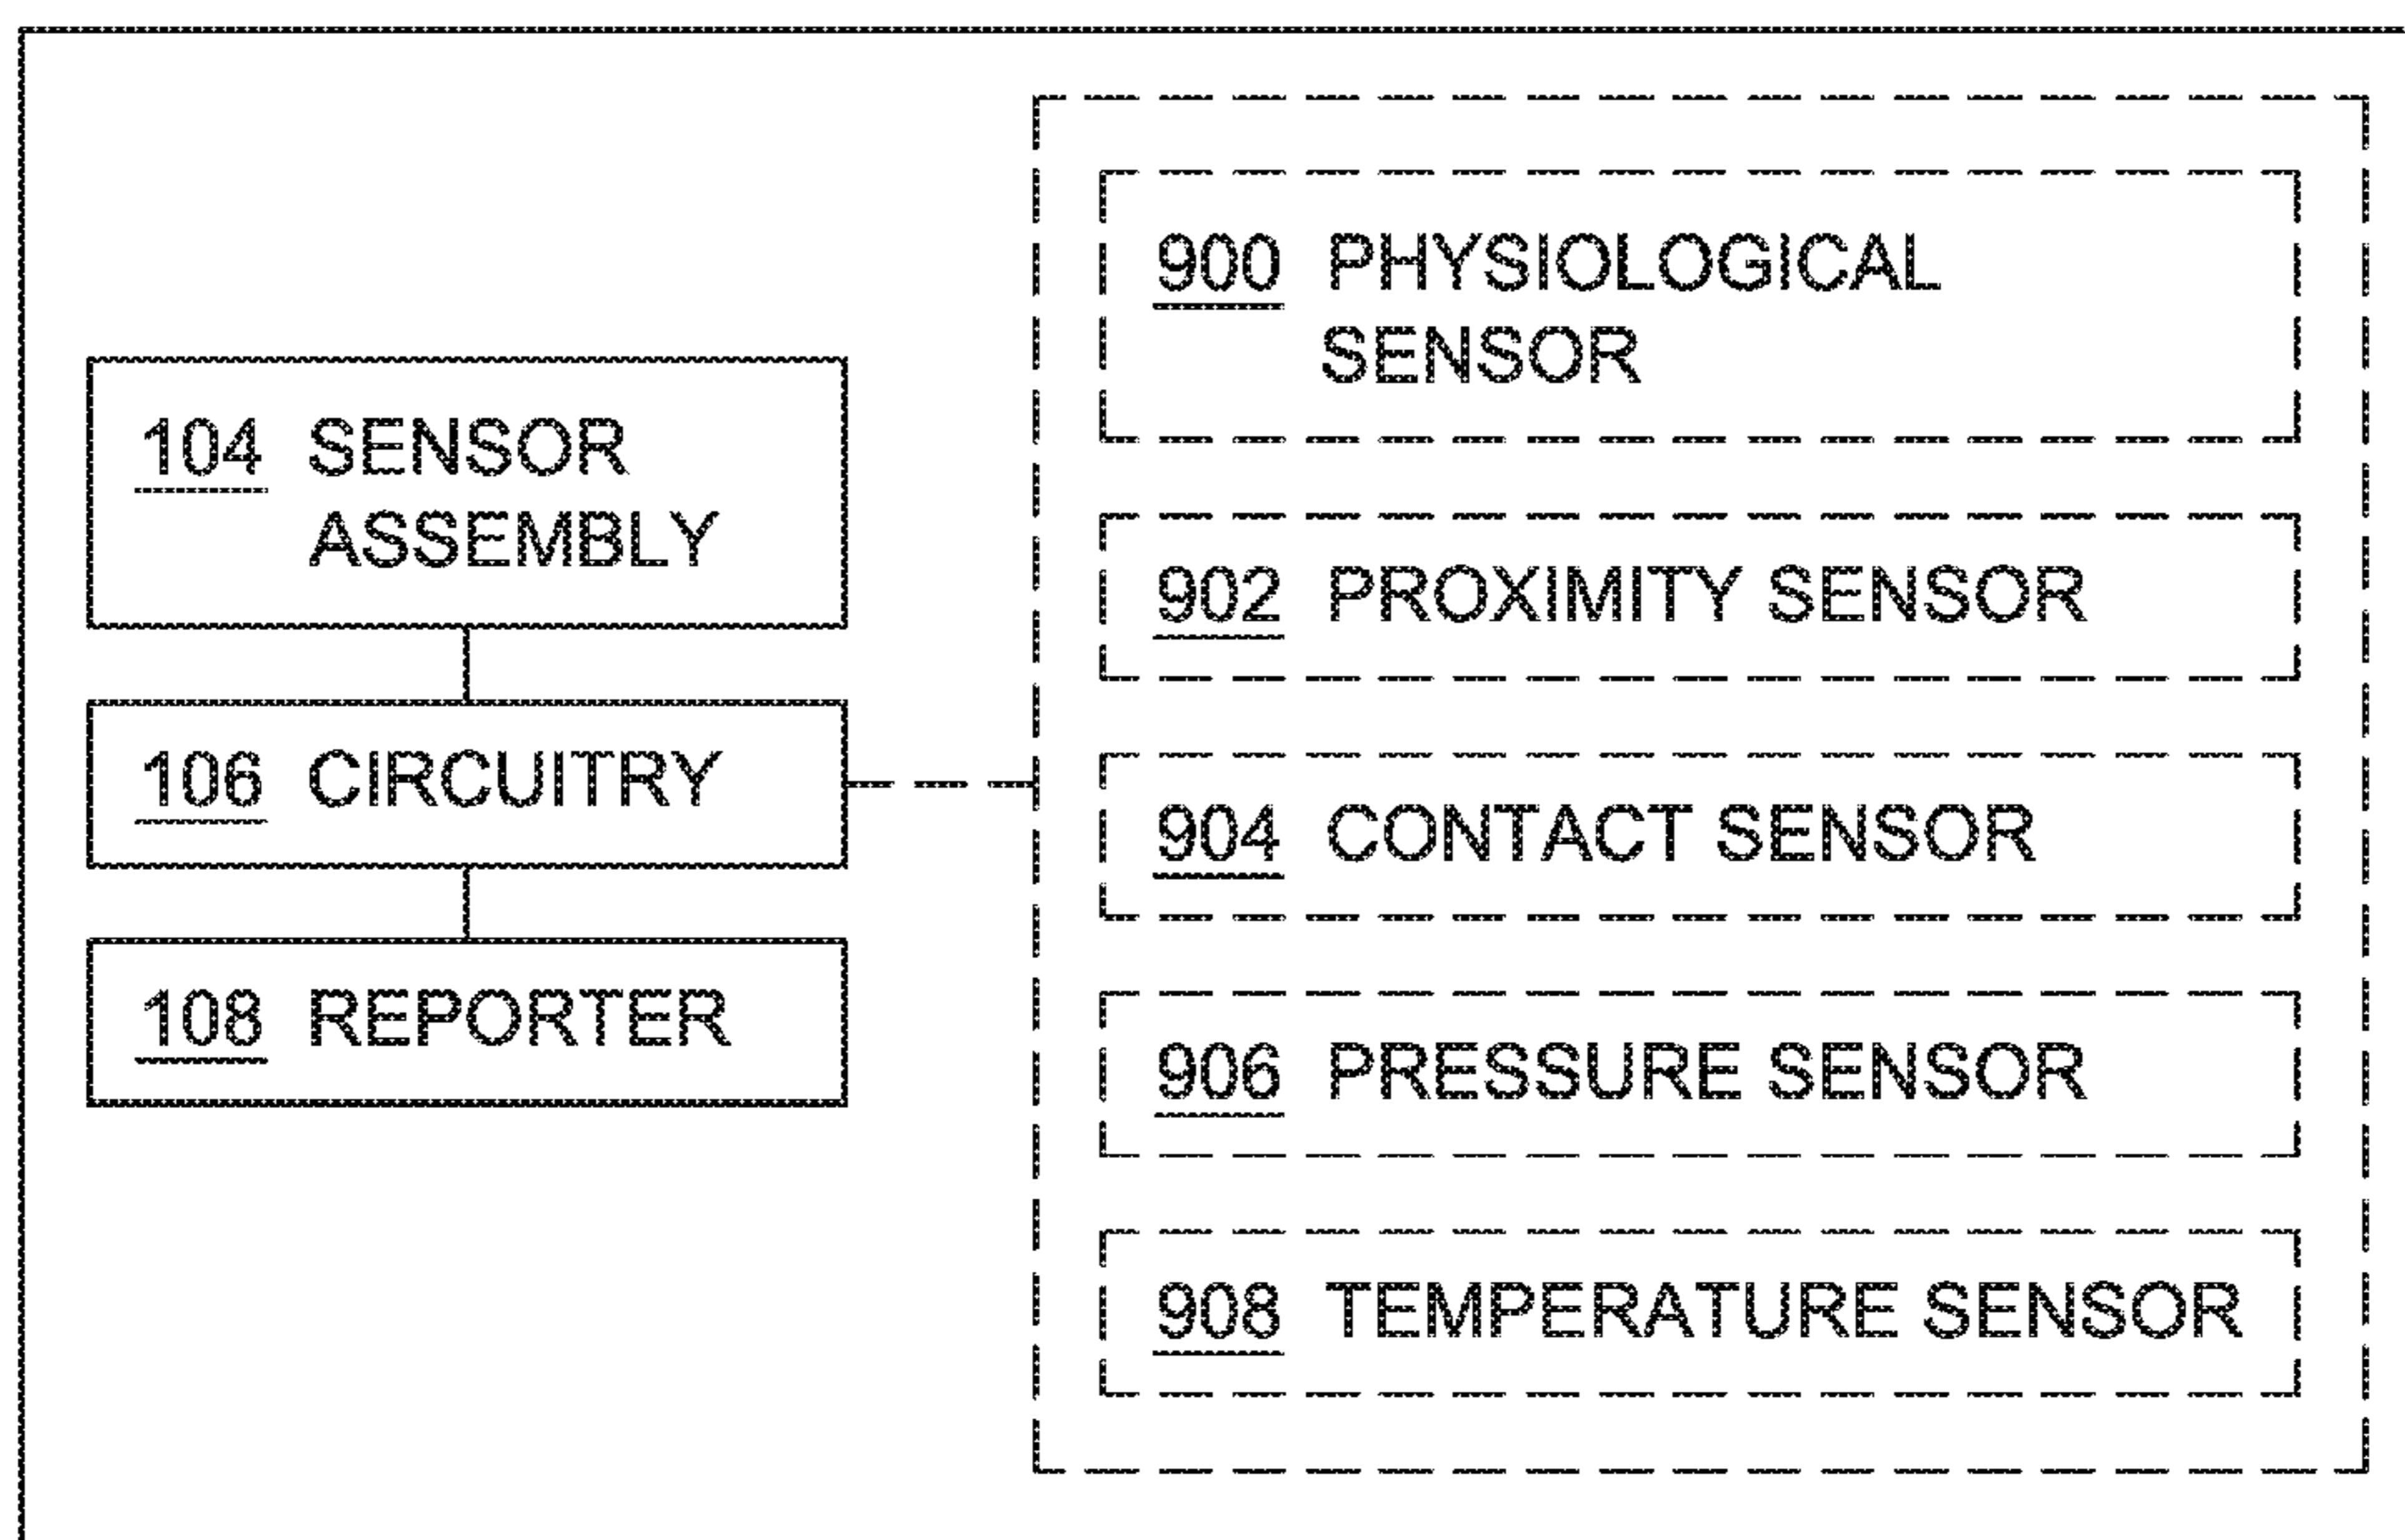 104 SENSOR
ASSEMBLY
106 CIRCUITRY
108 REPORTER
900 PHYSIOLOGICAL
SENSOR
902 PROXIMITY SENSOR
904 CONTACT SENSOR
906 PRESSURE SENSOR
908 TEMPERATURE SENSOR